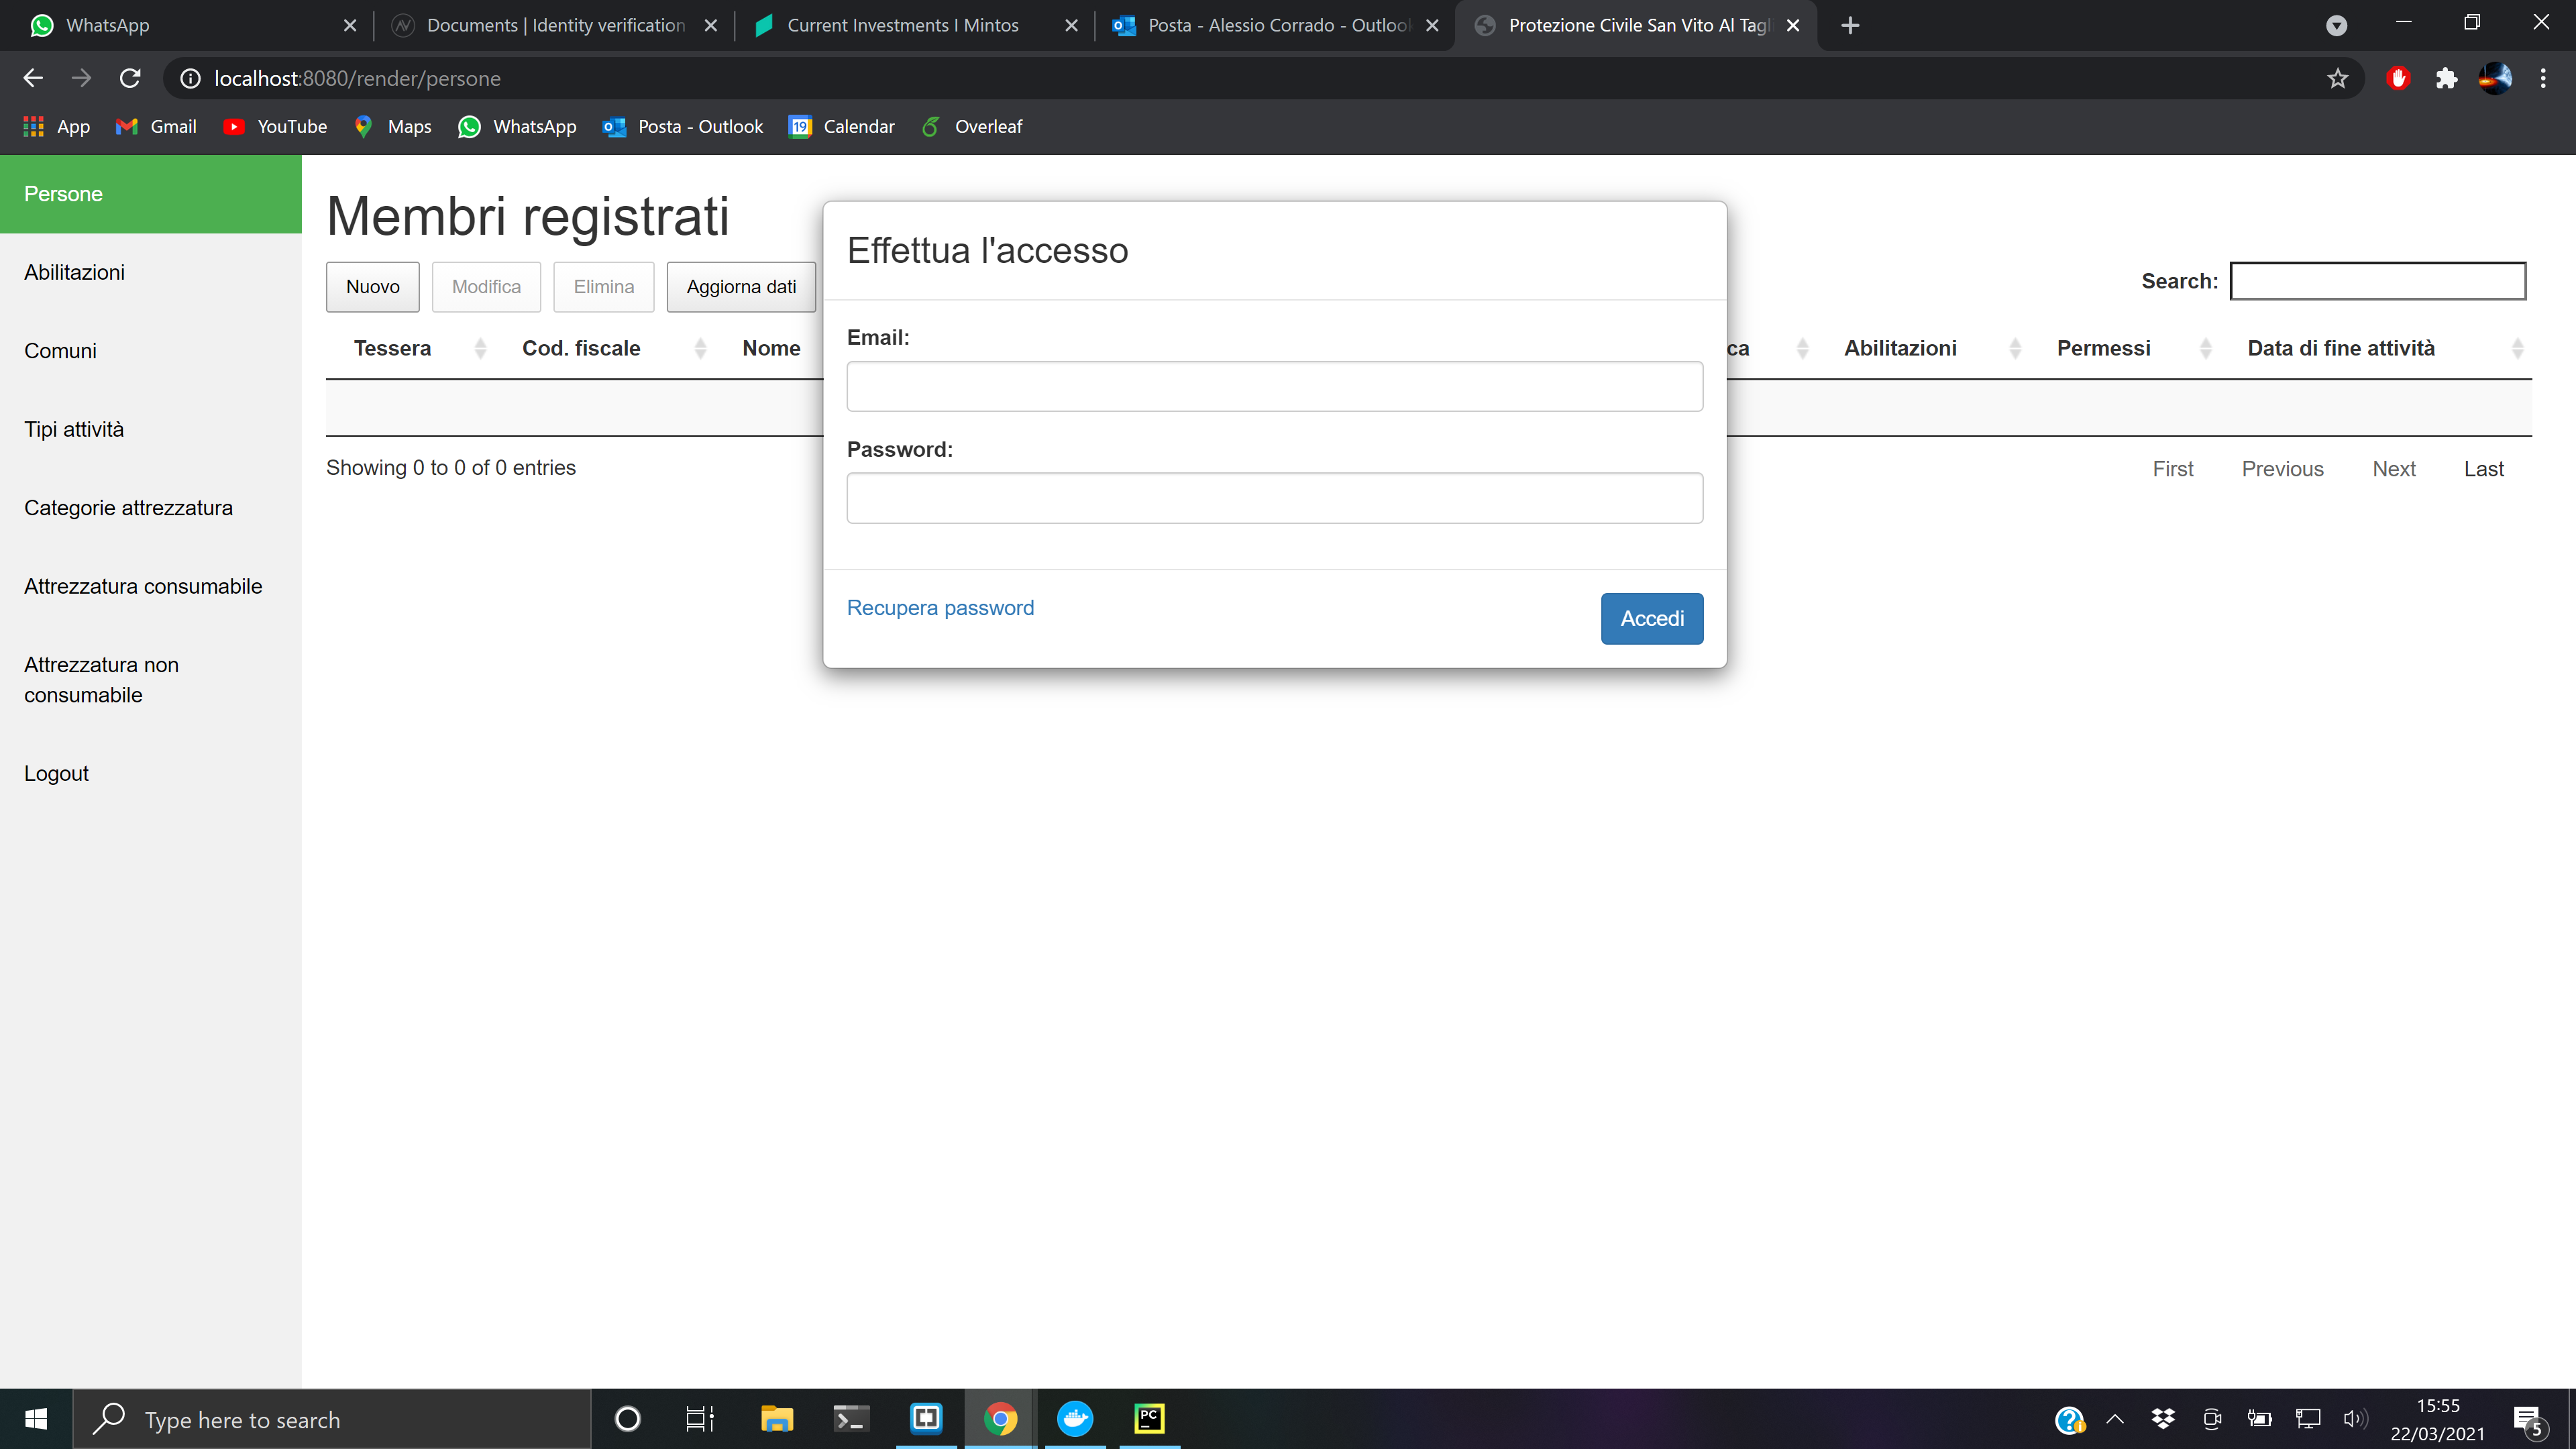 WhatsApp
Documents | Identity verification
Current Investments I Mintos
Posta - Alessio Corrado - Outlook
Protezione Civile San Vito Al Tagl
localhost:8080/render/persone
App
Gmail
YouTube
Maps
WhatsApp
Posta - Outlook
19
Calendar
Overleaf
Persone
Abilitazioni
Comuni
Tipi attività
Categorie attrezzatura
Attrezzatura consumabile
Attrezzatura non
consumabile
Logout
Membri registrati
Nuovo
Modifica
Elimina
Aggiorna dati
Search:
Tessera
Cod. fiscale
Nome
ca
Abilitazioni
Permessi
Data di fine attività
Showing 0 to 0 of 0 entries
First
Previous
Next
Last
Effettua l'accesso
Email:
Password:
Recupera password
Accedi
Type here to search
PC
15:55
22/03/2021
5